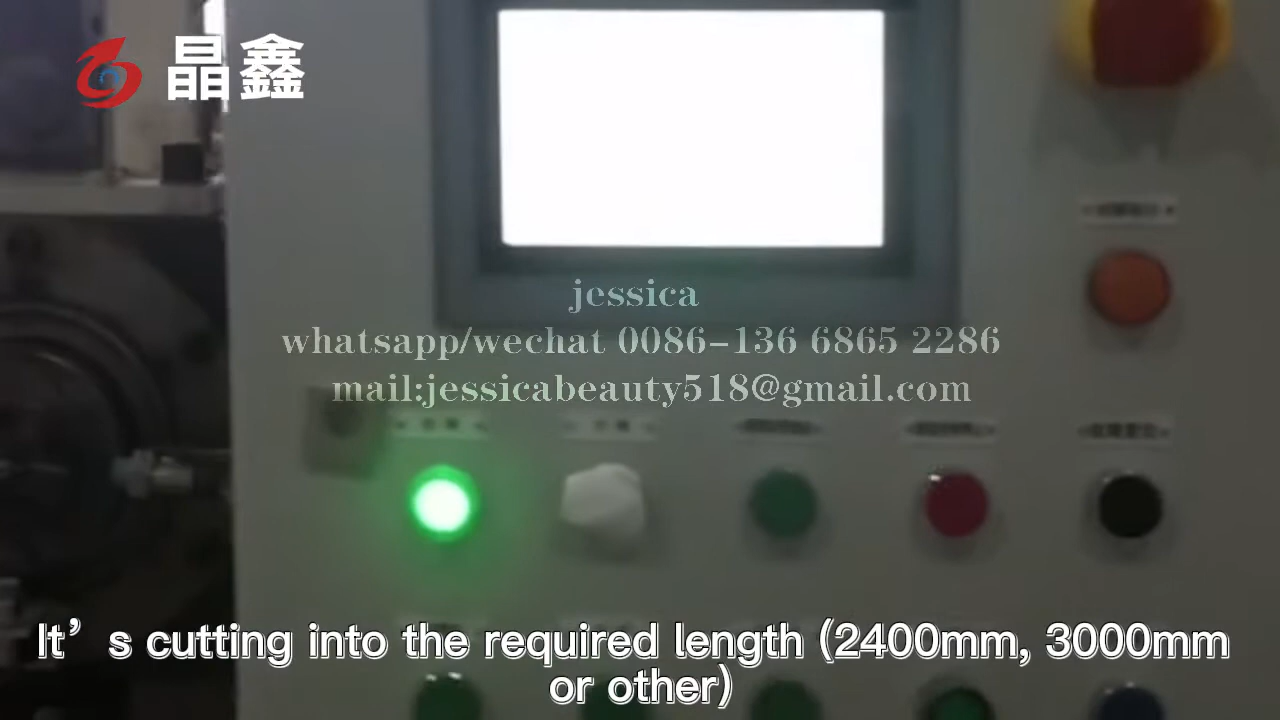 晶鑫
jessica
whatsapp/wechat 0086-136 6865 2286
mail:jessicabeauty518@gmail.com
It’s cutting into the required length (2400mm, 3000mm
or other)